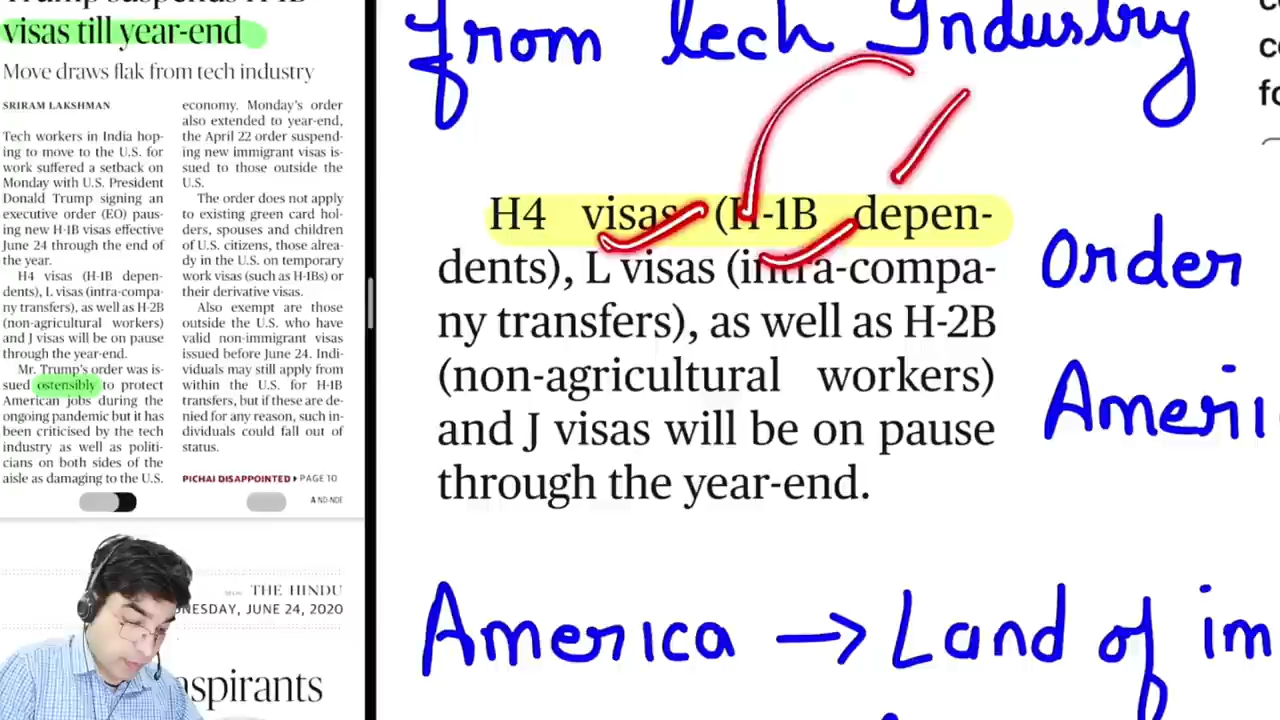 visas till year-end
Move draws flak from tech industry
SRIRAM LAKSHMAN
Tech workers in India hop-
ing to move to the U.S. for
work suffered a setback on
Monday with U.S. President
Donald Trump signing an
executive order (EO) paus-
ing new H-1B visas effective
June 24 through the end of
the year.
H4 visas (H-1B depen-
dents), L visas (intra-compa-
ny transfers), as well as H-2B
(non-agricultural workers)
and J visas will be on pause
through the year-end.
Mr. Trump's order was is-
sued ostensibly to protect
American jobs during the
ongoing pandemic but it has
been criticised by the tech
industry as well as politi-
cians on both sides of the
aisle as damaging to the U.S.
economy. Monday's order
also extended to year-end,
the April 22 order suspend-
ing new immigrant visas is-
sued to those outside the
U.S.
The order does not apply
to existing green card hol-
ders, spouses and children
of U.S. citizens, those alrea-
dy in the U.S. on temporary
work visas (such as H-1Bs) or
their derivative visas.
Also exempt are those
outside the U.S. who have
valid non-immigrant visas
issued before June 24. Indi-
viduals may still apply from
within the U.S. for H-1B
transfers, but if these are de-
nied for any reason, such in-
dividuals could fall out of
status.
PICHAI DISAPPOINTED PAGE 10
A ND-NDE
THE HINDU
NESDAY, JUNE 24, 2020
aspirants
from tech Industry
H4 visas (H-1B depen-
dents), L visas (intra-compa-
ny transfers), as well as H-2B
(non-agricultural workers)
and J visas will be on pause
through the year-end.
Order
Ameri
America → Land of im